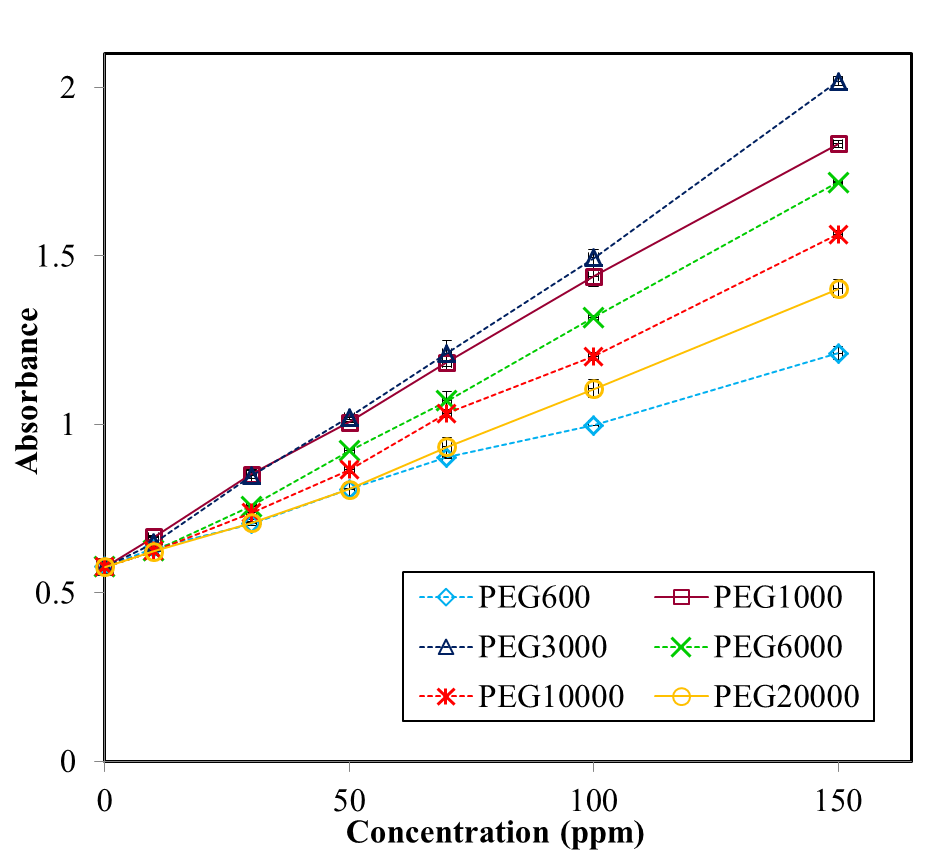 2
1.5
1
0.5
0
Absorbance
PEG600 PEG1000
PEG3000 PEG6000
PEG10000 PEG20000
0 50 100 150
Concentration (ppm)